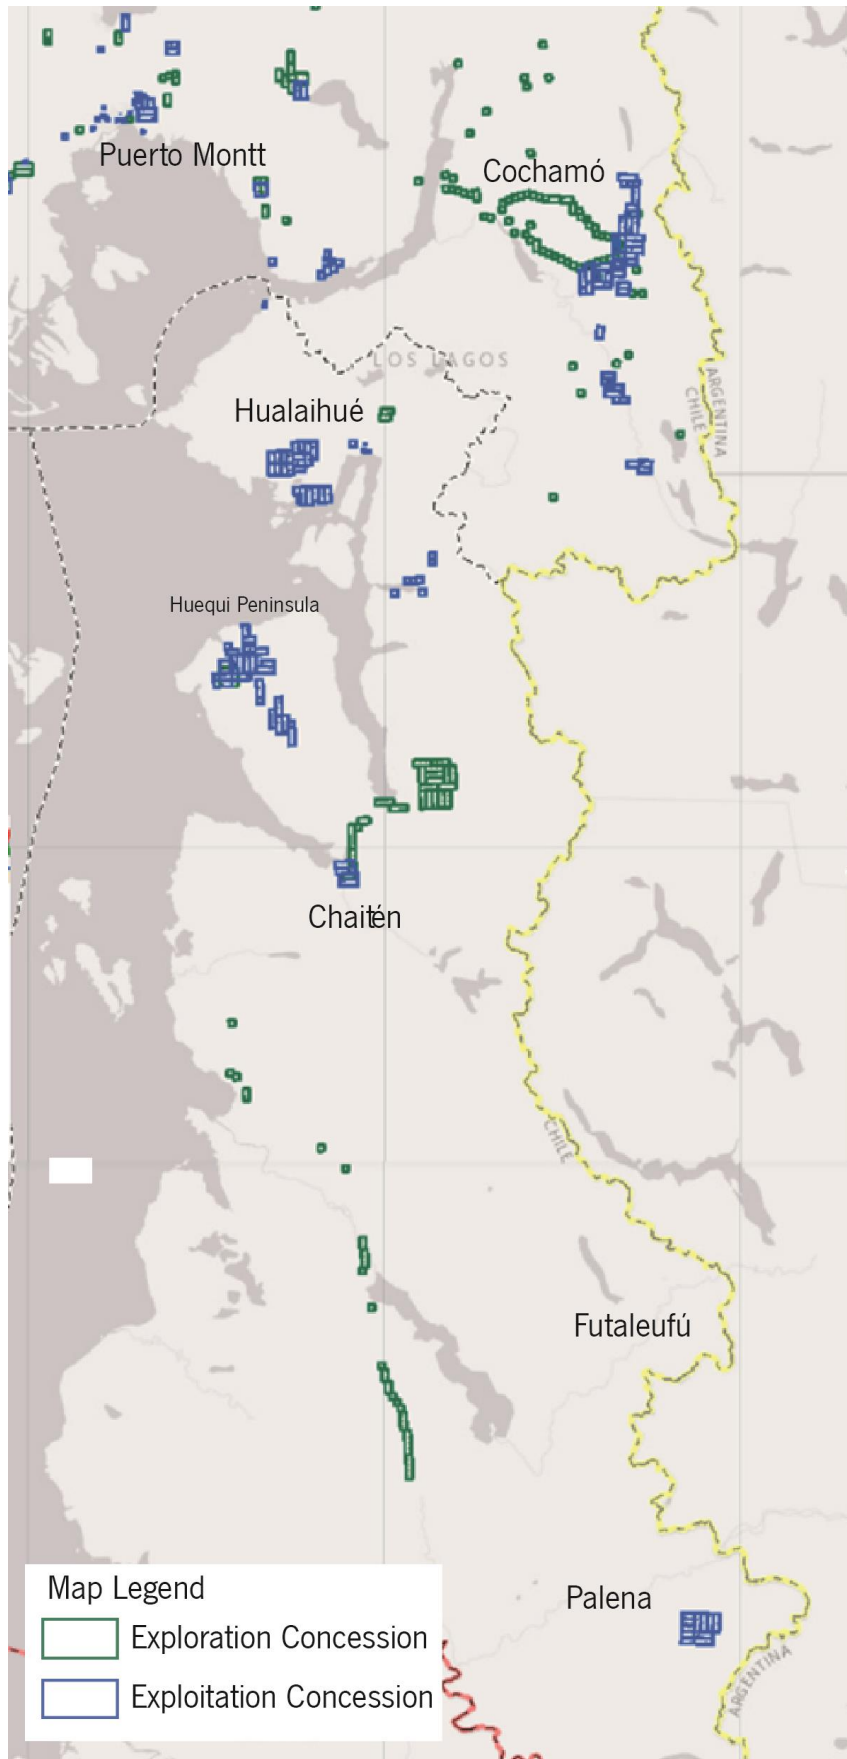 Puerto Montt
Cochamó
LOS LAGOS
ARGENTINA
CHILE
Hualaihué
Huequi Peninsula
Chaitén
CHILE
Futaleufú
Palena
ARGENTINA
Map Legend
Exploration Concession
Exploitation Concession